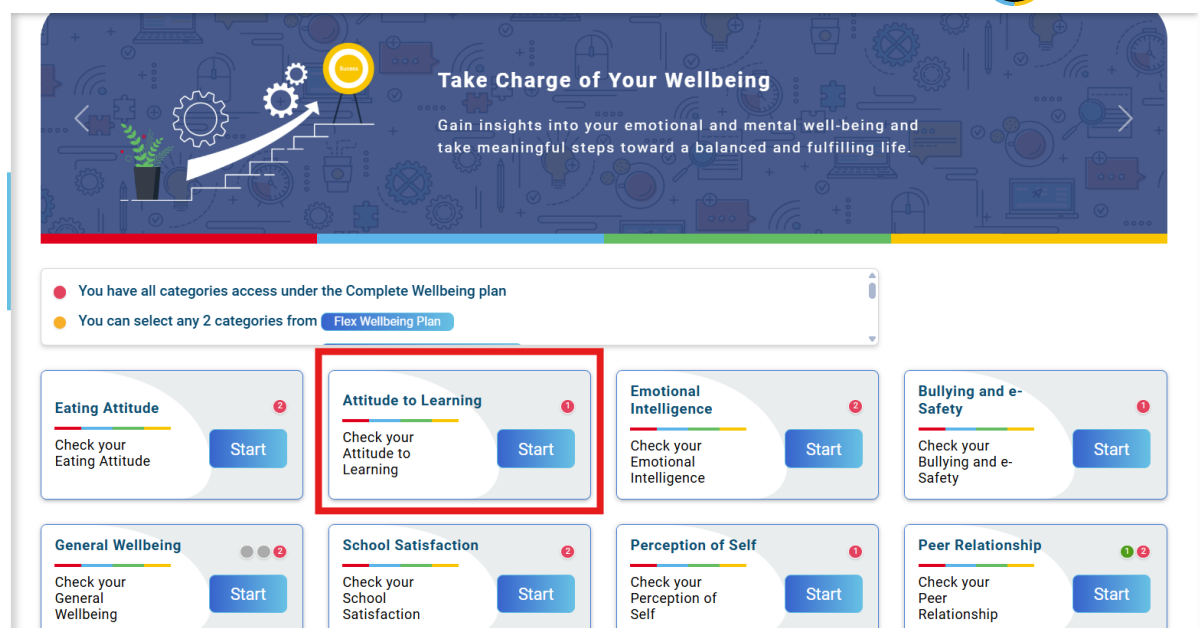 Success
Take Charge of Your Wellbeing
Gain insights into your emotional and mental well-being and
take meaningful steps toward a balanced and fulfilling life.
You have all categories access under the Complete Wellbeing plan
You can select any 2 categories from Flex Wellbeing Plan
Eating Attitude
2
Check your
Eating Attitude
Start
Attitude to Learning
1
Check your
Attitude to
Learning
Start
Emotional
Intelligence
2
Check your
Emotional
Intelligence
Start
Bullying and e-
Safety
1
Check your
Bullying and e-
Safety
Start
General Wellbeing
2
Check your
General
Wellbeing
Start
School Satisfaction
2
Check your
School
Satisfaction
Start
Perception of Self
1
Check your
Perception of
Self
Start
Peer Relationship
1 2
Check your
Peer
Relationship
Start